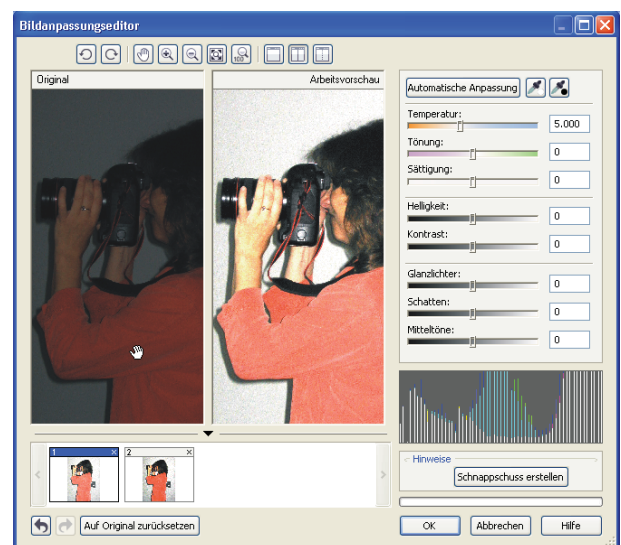 Bildanpassungseditor
100
Original
Arbeitsvorschau
Automatische Anpassung
Temperatur:
5.000
Tönung:
0
Sättigung:
0
Helligkeit:
0
Kontrast:
0
Glanzlichter:
0
Schatten:
0
Mitteltöne:
0
1
2
Hinweise
Schnappschuss erstellen
Auf Original zurücksetzen
OK
Abbrechen
Hilfe